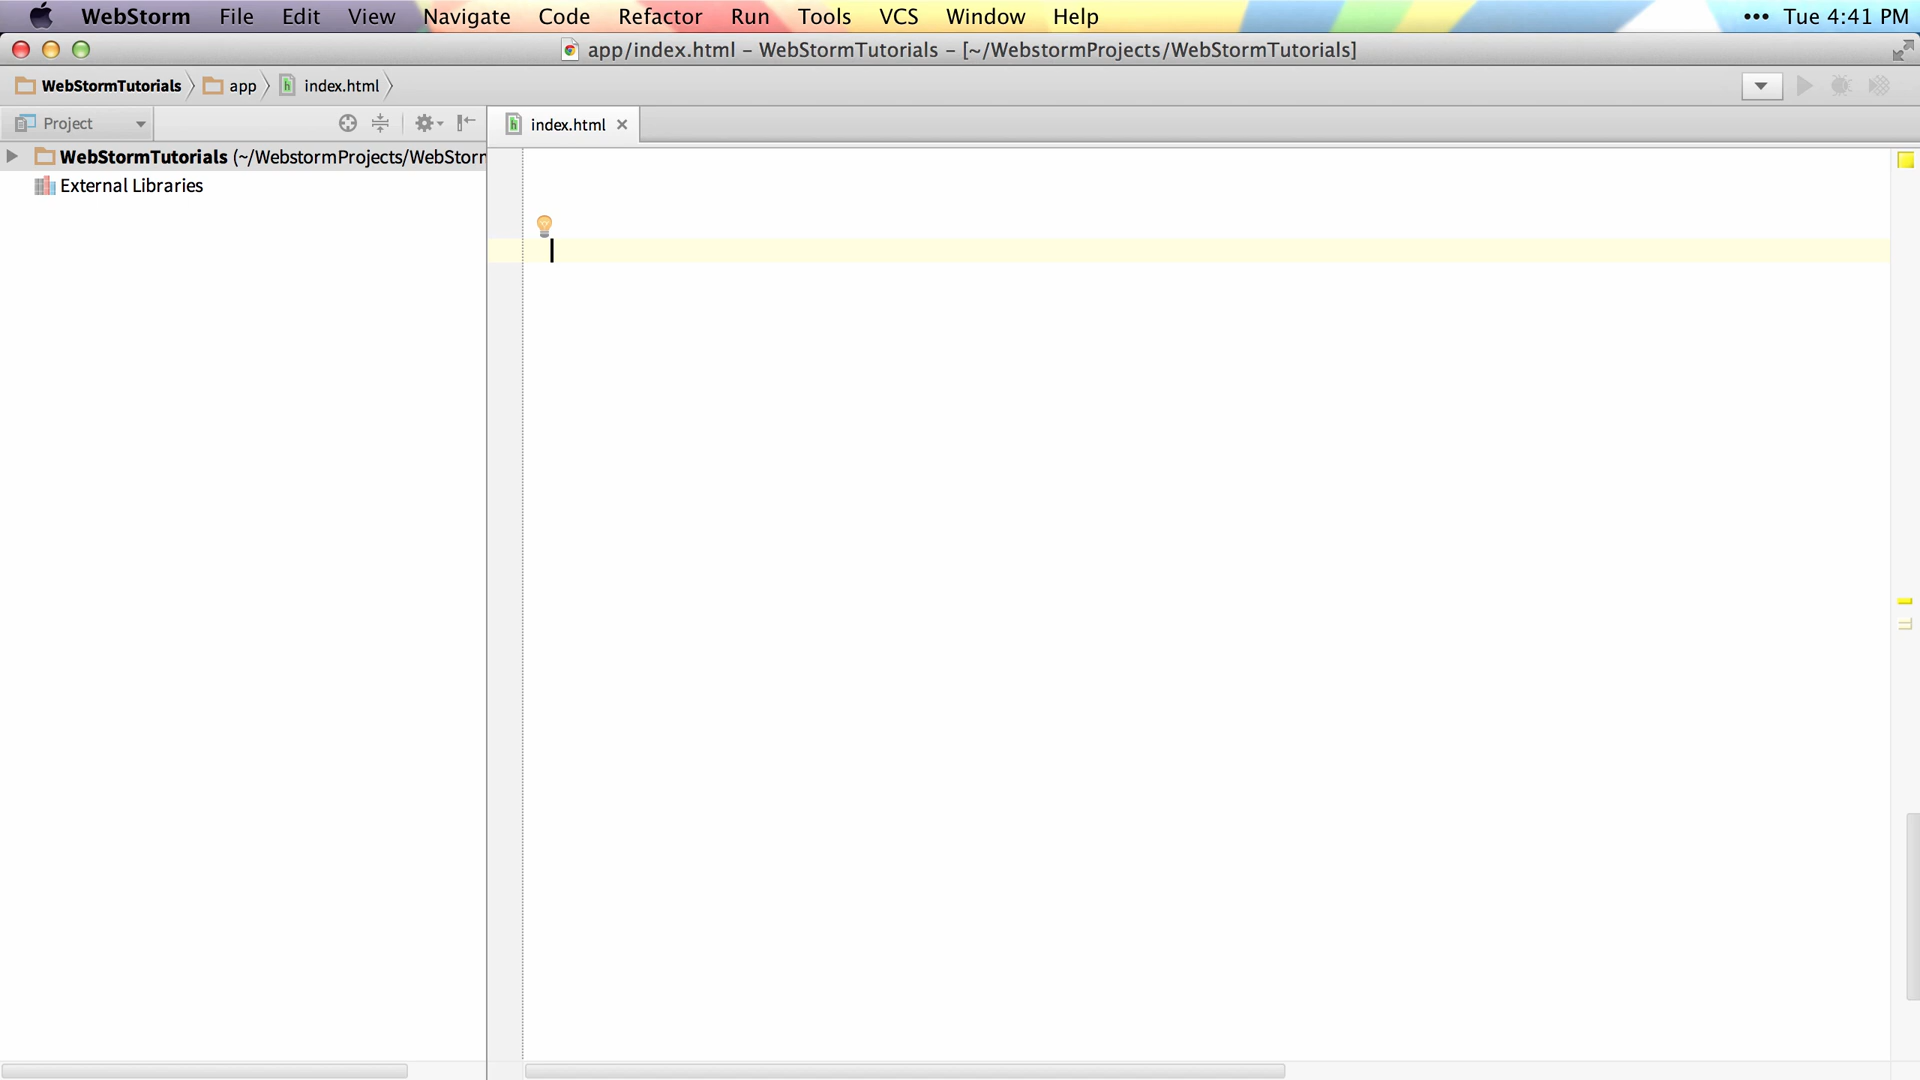 WebStorm File Edit View Navigate Code Refactor Run Tools VCS Window Help ••• Tue 4:41 PM
app/index.html – WebStormTutorials – [~/WebstormProjects/WebStormTutorials]
WebStormTutorials app index.html
Project
index.html
WebStormTutorials (~/WebstormProjects/WebStorm
External Libraries